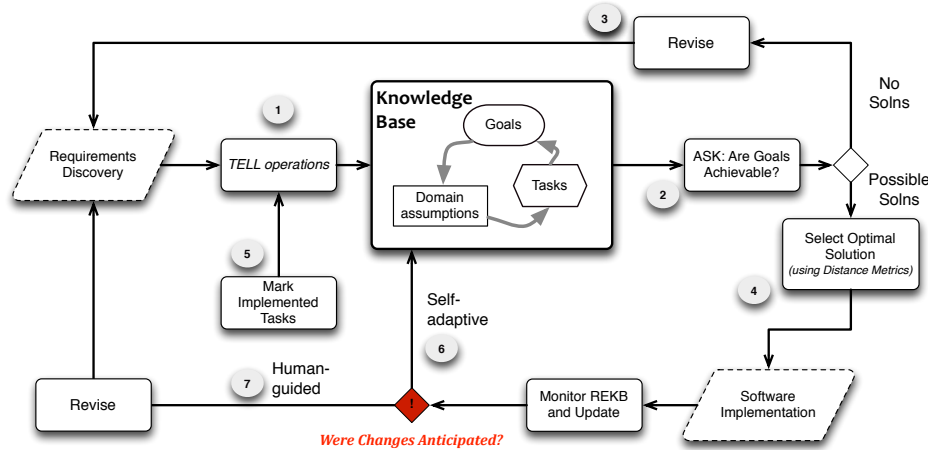 3
Revise
No
Solns
1
Knowledge
Base
Goals
Tasks
Domain
assumptions
Requirements
Discovery
TELL operations
2
ASK: Are Goals
Achievable?
Possible
Solns
5
Mark
Implemented
Tasks
Select Optimal
Solution
(using Distance Metrics)
4
Self-
adaptive
6
7
Human-
guided
Revise
!
Were Changes Anticipated?
Monitor REKB
and Update
Software
Implementation